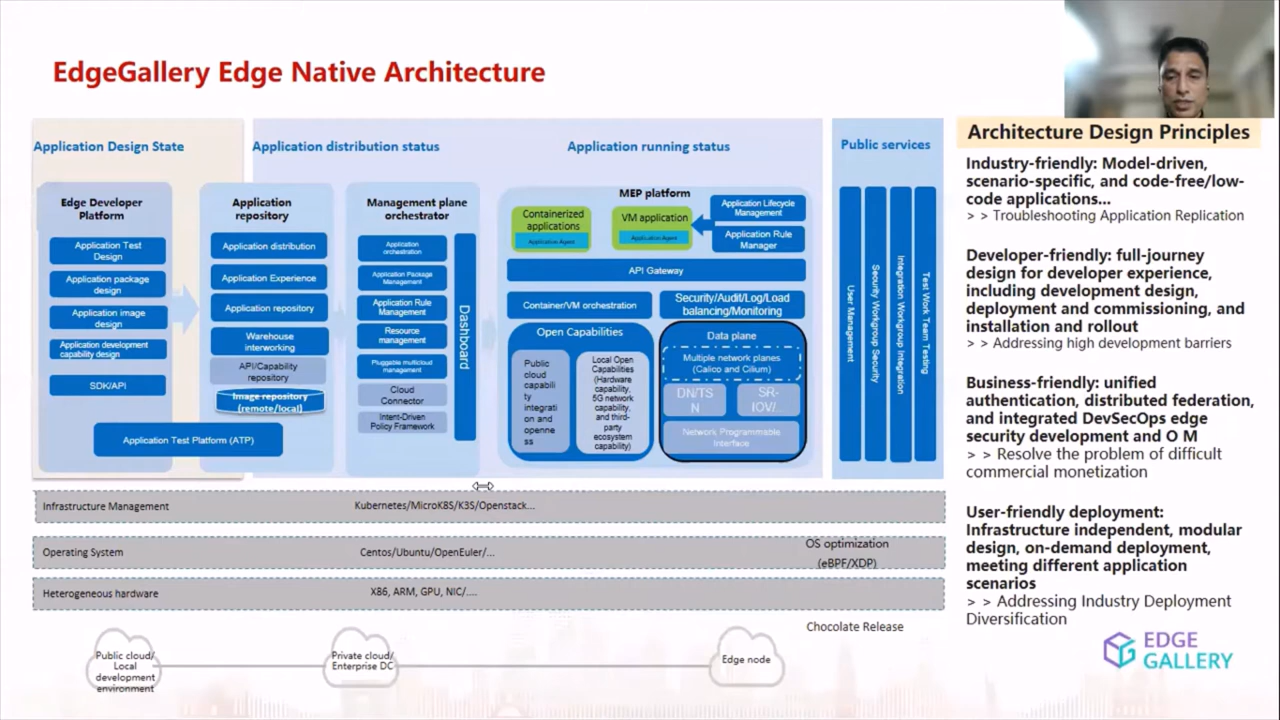 EdgeGallery Edge Native Architecture
Application Design State
Application distribution status
Application running status
Public services
Edge Developer
Platform
Application Test
Design
Application package
design
Application image
design
Application development
capability design
SDK/API
Application
repository
Application distribution
Application Experience
Application repository
Warehouse
interworking
API/Capability
repository
Image repository
(remote/local)
Application Test Platform (ATP)
Management plane
orchestrator
Application
orchestration
Application Package
Management
Application Rule
Management
Resource
management
Pluggable multicloud
management
Cloud
Connector
Intent-Driven
Policy Framework
Dashboard
MEP platform
Containerized
applications
Application Agent
VM application
Application Agent
Application Lifecycle
Management
Application Rule
Manager
API Gateway
Container/VM orchestration
Security/Audit/Log/Load
balancing/Monitoring
Open Capabilities
Public
cloud
capabili
ty
integrati
on and
openne
ss
Local Open
Capabilities
(Hardware
capability,
5G network
capability,
and third-
party
ecosystem
capability)
Data plane
Multiple network planes
(Calico and Cilium)
DN/TS
N
SR-
IOV/...
Network Programmable
Interface
User Management
Security Workgroup Security
Integration Workgroup Integration
Test Work Team Testing
Infrastructure Management
Kubernetes/MicroK8S/K3S/Openstack...
Operating System
Centos/Ubuntu/OpenEuler/...
OS optimization
(eBPF/XDP)
Heterogeneous hardware
X86, ARM, GPU, NIC/....
Chocolate Release
Public cloud/
Local
development
environment
Private cloud/
Enterprise DC
Edge node
Architecture Design Principles
Industry-friendly: Model-driven,
scenario-specific, and code-free/low-
code applications...
> > Troubleshooting Application Replication
Developer-friendly: full-journey
design for developer experience,
including development design,
deployment and commissioning, and
installation and rollout
> > Addressing high development barriers
Business-friendly: unified
authentication, distributed federation,
and integrated DevSecOps edge
security development and O M
> > Resolve the problem of difficult
commercial monetization
User-friendly deployment:
Infrastructure independent, modular
design, on-demand deployment,
meeting different application
scenarios
> > Addressing Industry Deployment
Diversification
EDGE
GALLERY